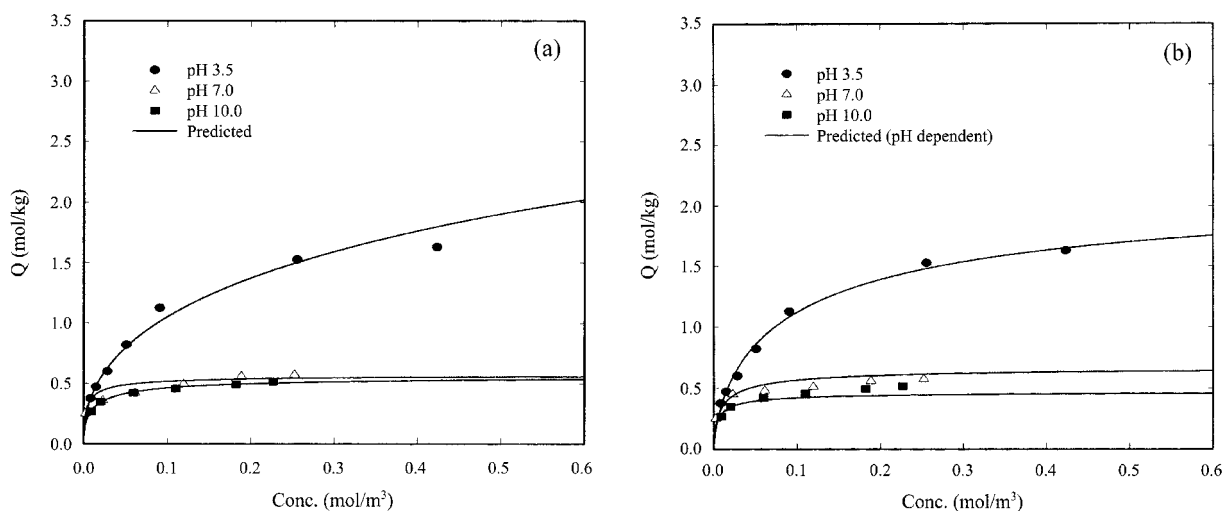 (a)
3.5
3.0
2.5
2.0
1.5
1.0
0.5
0.0
Q (mol/kg)
pH 3.5
pH 7.0
pH 10.0
Predicted
0.0 0.1 0.2 0.3 0.4 0.5 0.6
Conc. (mol/m³)
(b)
3.5
3.0
2.5
2.0
1.5
1.0
0.5
0.0
Q (mol/kg)
pH 3.5
pH 7.0
pH 10.0
Predicted (pH dependent)
0.0 0.1 0.2 0.3 0.4 0.5 0.6
Conc. (mol/m³)